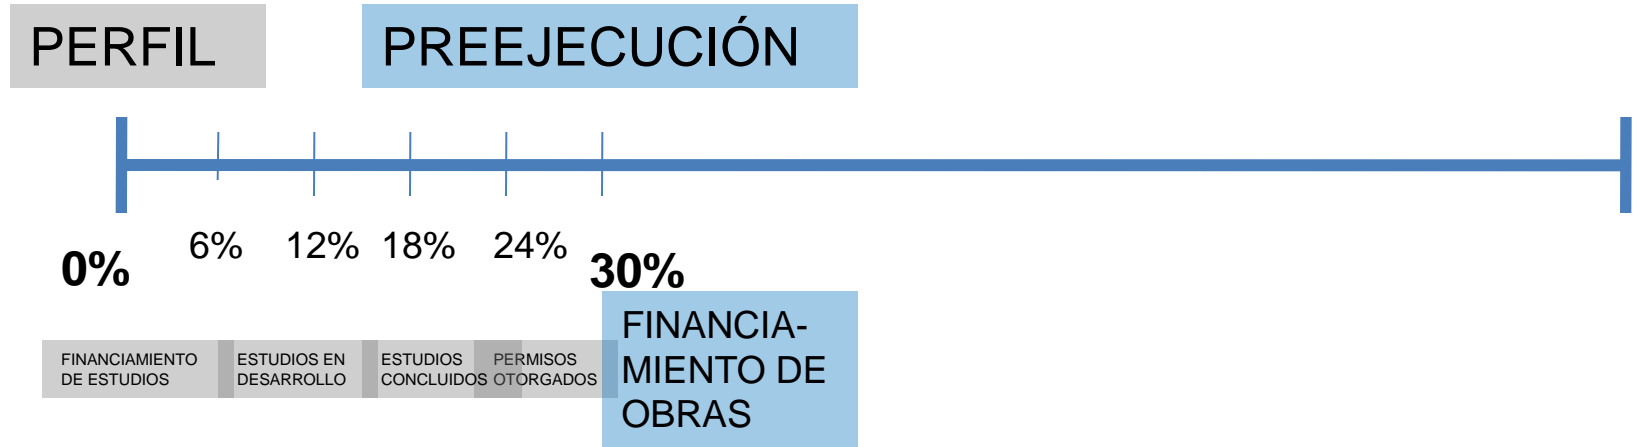 PERFIL
PREEJECUCIÓN
0%
6%
12%
18%
24%
30%
FINANCIAMIENTO
DE ESTUDIOS
ESTUDIOS EN
DESARROLLO
ESTUDIOS
CONCLUIDOS
PERMISOS
OTORGADOS
FINANCIA-
MIENTO DE
OBRAS